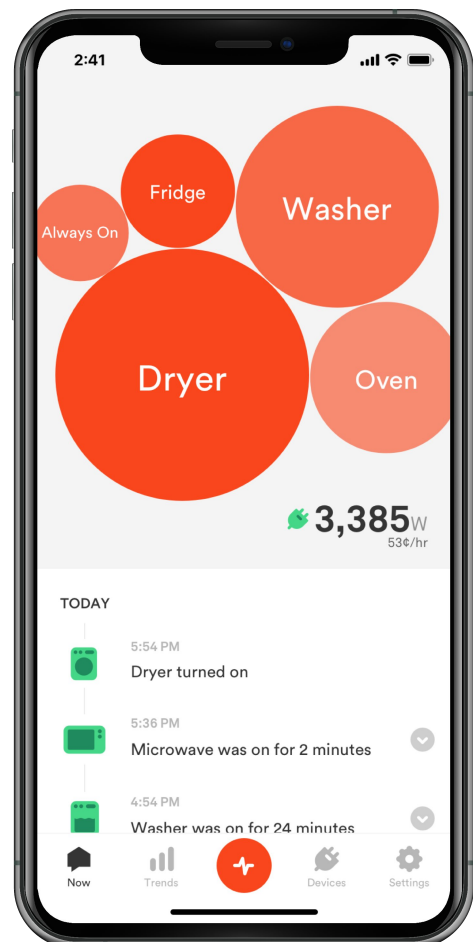 2:41
Fridge
Washer
Always On
Dryer
Oven
3,385W
53¢/hr
TODAY
5:54 PM
Dryer turned on
5:36 PM
Microwave was on for 2 minutes
4:54 PM
Washer was on for 24 minutes
Now
Trends
Devices
Settings